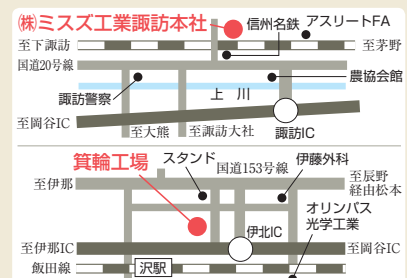 ㈱ミスズ工業諏訪本社
信州名鉄
アスリートFA
至下諏訪
至茅野
国道20号線
諏訪警察
農協会館
上川
至岡谷IC
至大熊
至諏訪大社
諏訪IC
箕輪工場
スタンド
国道153号線
伊藤外科
至伊那
至辰野
経由松本
オリンパス
光学工業
伊北IC
至伊那IC
至岡谷IC
飯田線
沢駅